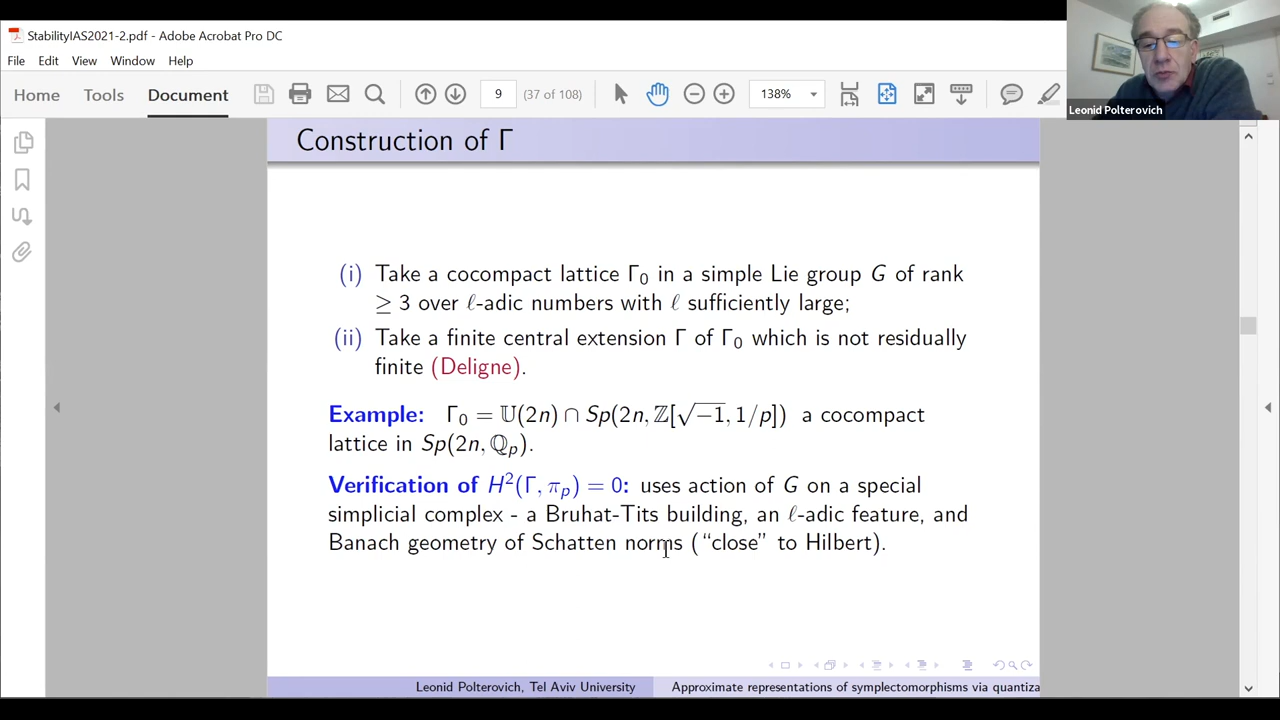 StabilityIAS2021-2.pdf - Adobe Acrobat Pro DC
File Edit View Window Help
Home Tools Document 9 (37 of 108) 138%
Leonid Polterovich
Construction of Γ
(i) Take a cocompact lattice Γ₀ in a simple Lie group G of rank
≥ 3 over ℓ-adic numbers with ℓ sufficiently large;
(ii) Take a finite central extension Γ of Γ₀ which is not residually
finite (Deligne).
Example: Γ₀ = 𝕌(2n) ∩ Sp(2n, ℤ[√−1, 1/p]) a cocompact
lattice in Sp(2n, ℚₚ).
Verification of H²(Γ, πₚ) = 0: uses action of G on a special
simplicial complex - a Bruhat-Tits building, an ℓ-adic feature, and
Banach geometry of Schatten norms (“close” to Hilbert).
Leonid Polterovich, Tel Aviv University Approximate representations of symplectomorphisms via quantiza